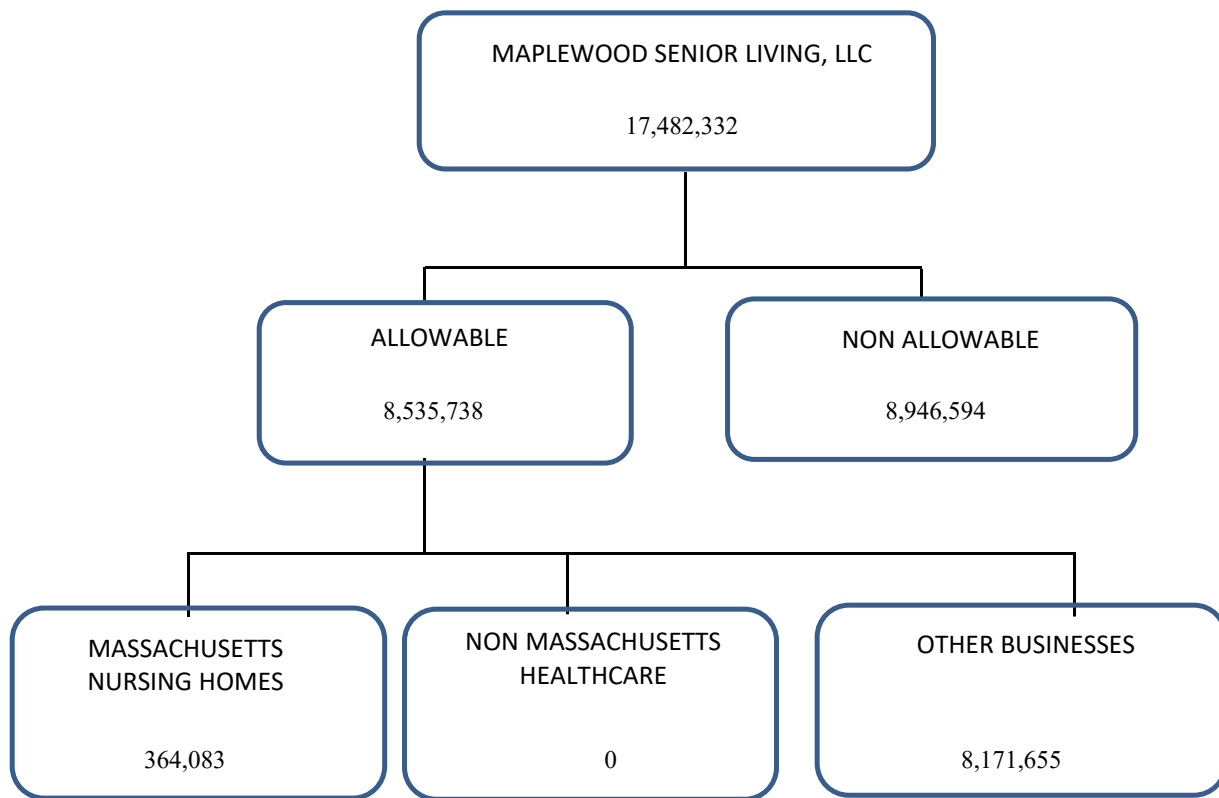 MAPLEWOOD SENIOR LIVING, LLC
17,482,332
ALLOWABLE
8,535,738
NON ALLOWABLE
8,946,594
MASSACHUSETTS
NURSING HOMES
364,083
NON MASSACHUSETTS
HEALTHCARE
0
OTHER BUSINESSES
8,171,655